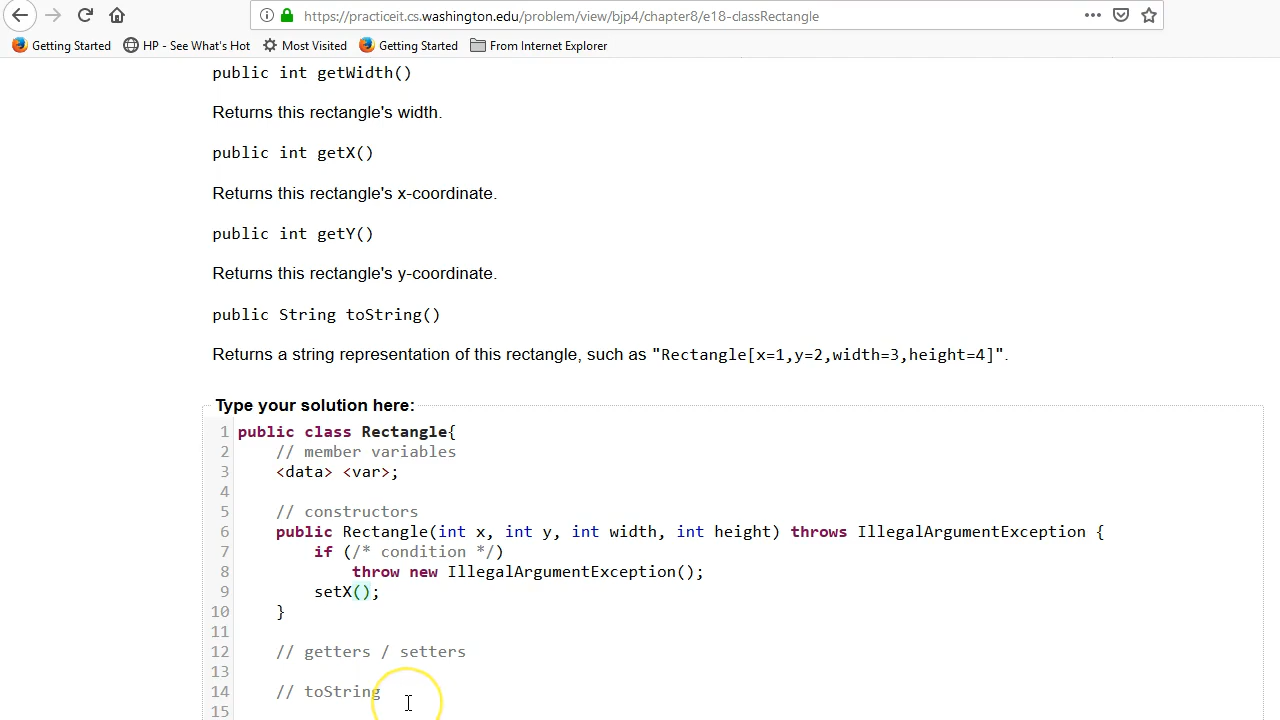 https://practiceit.cs.washington.edu/problem/view/bjp4/chapter8/e18-classRectangle
Getting Started HP - See What's Hot Most Visited Getting Started From Internet Explorer
public int getWidth()
Returns this rectangle's width.
public int getX()
Returns this rectangle's x-coordinate.
public int getY()
Returns this rectangle's y-coordinate.
public String toString()
Returns a string representation of this rectangle, such as "Rectangle[x=1,y=2,width=3,height=4]".
Type your solution here:
1 public class Rectangle{
2     // member variables
3     <data> <var>;
4
5     // constructors
6     public Rectangle(int x, int y, int width, int height) throws IllegalArgumentException {
7         if (/* condition */)
8             throw new IllegalArgumentException();
9         setX();
10     }
11
12     // getters / setters
13
14     // toString
15